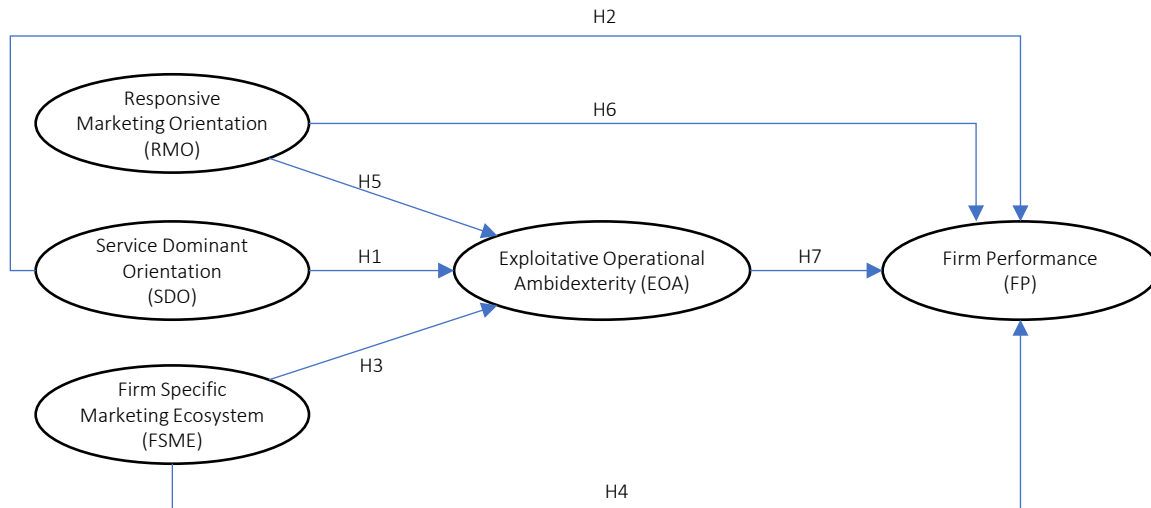 H2
Responsive
Marketing Orientation
(RMO)
H6
H5
Service Dominant
Orientation
(SDO)
H1
Exploitative Operational
Ambidexterity (EOA)
H7
Firm Performance
(FP)
H3
Firm Specific
Marketing Ecosystem
(FSME)
H4